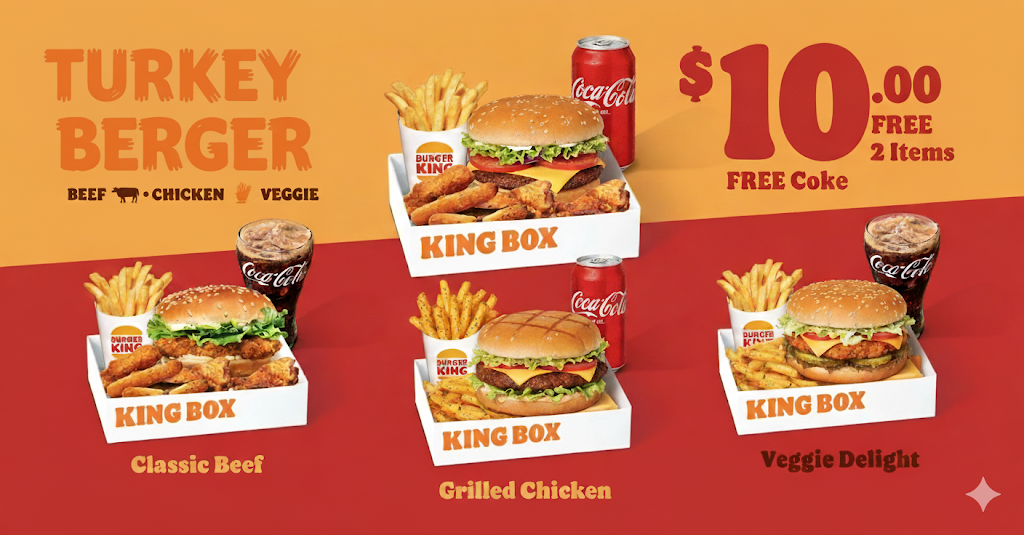 TURKEY
BERGER
BEEF • CHICKEN VEGGIE
$10.00
FREE
2 Items
FREE Coke
Coca-Cola
BURGER
KING
KING BOX
Coca-Cola
BURGER
KING
KING BOX
Classic Beef
Coca-Cola
BURGER
KING
KING BOX
Grilled Chicken
Coca-Cola
BURGER
KING
KING BOX
Veggie Delight